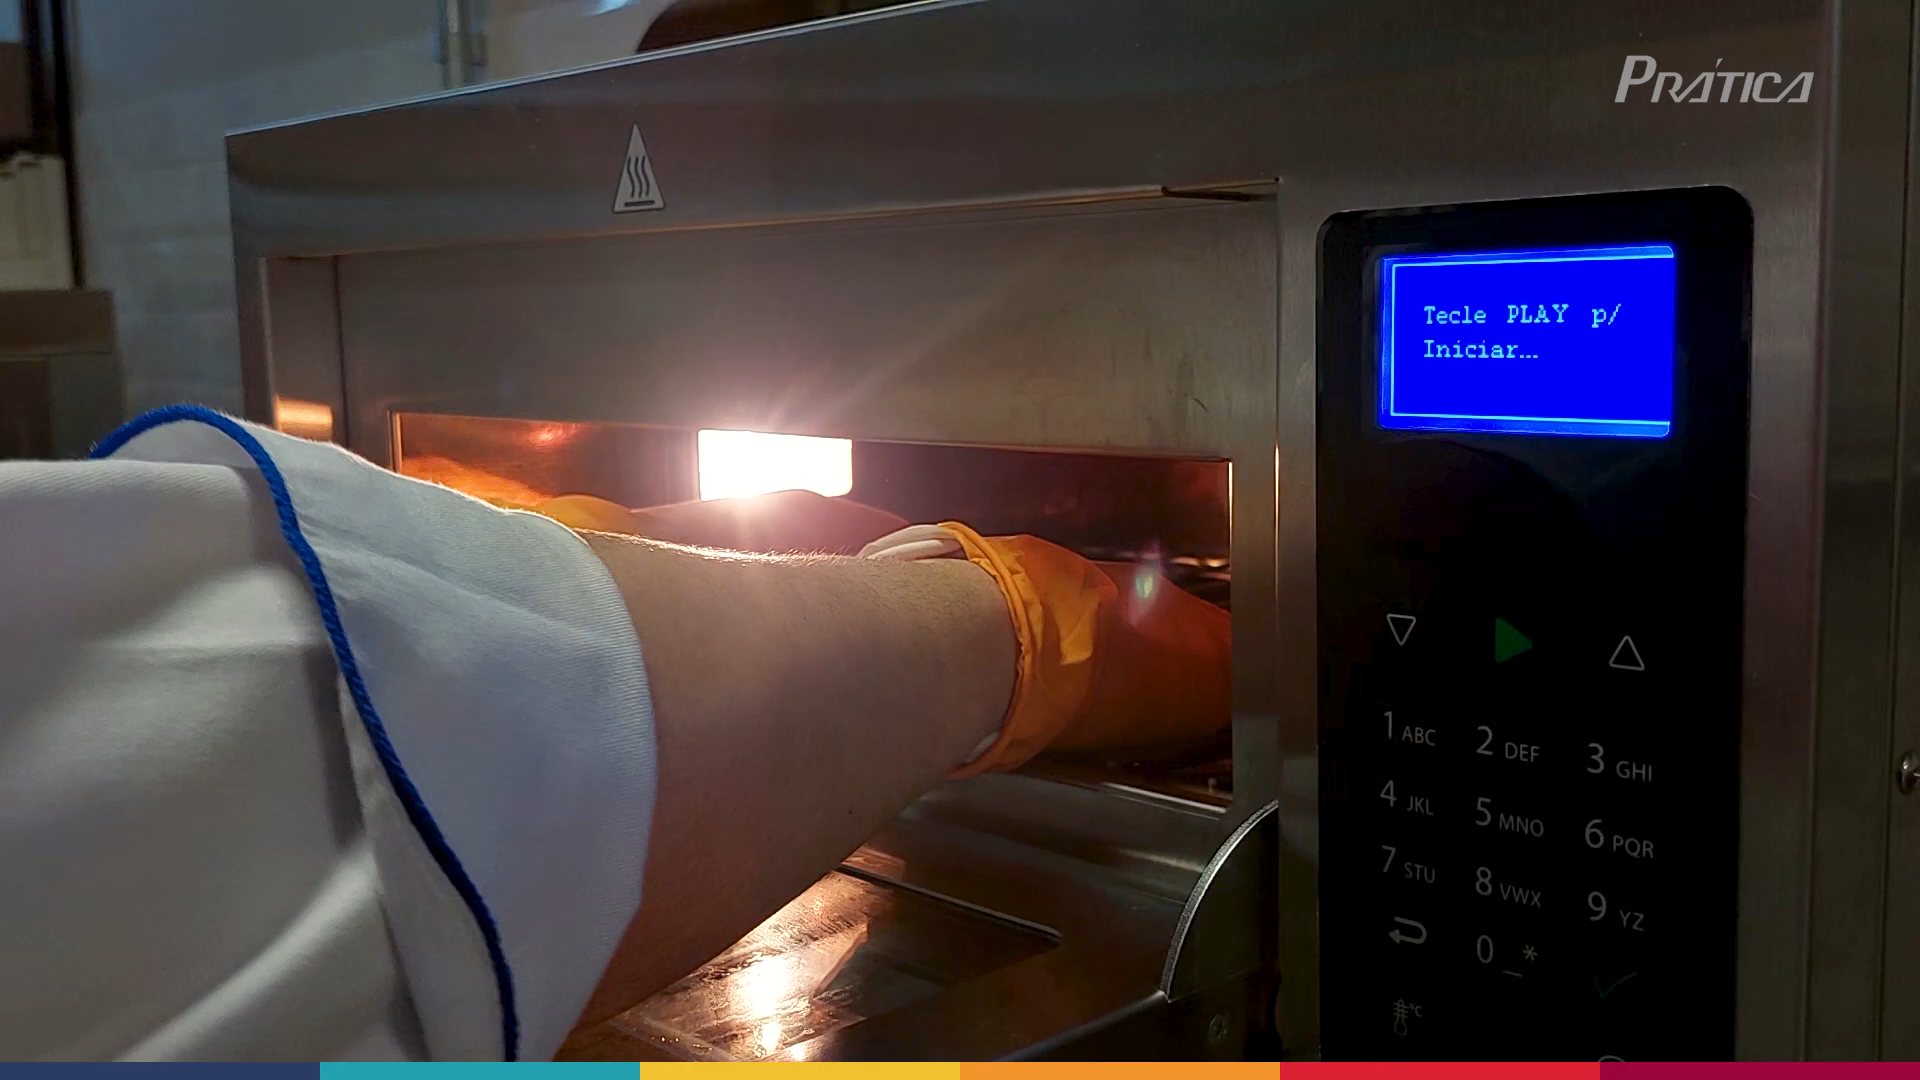 PRÁTICA
Tecle PLAY p/
Iniciar...
1 ABC 2 DEF 3 GHI
4 JKL 5 MNO 6 PQR
7 STU 8 VWX 9 YZ
0 _*
°C